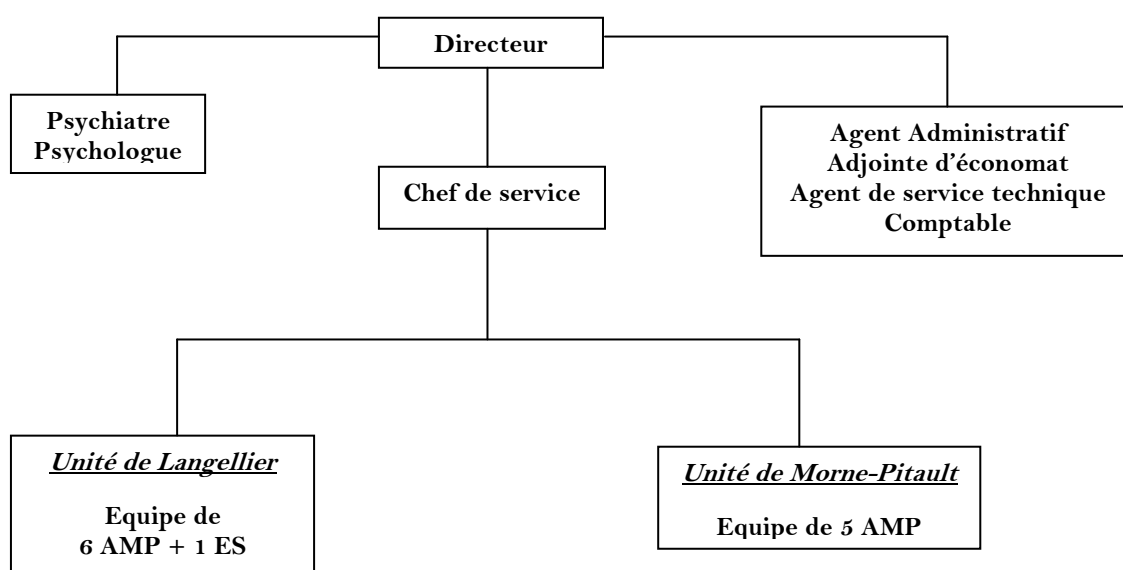 Directeur
Psychiatre
Psychologue
Agent Administratif
Adjointe d’économat
Agent de service technique
Comptable
Chef de service
Unité de Langellier
Equipe de
6 AMP + 1 ES
Unité de Morne-Pitault
Equipe de 5 AMP